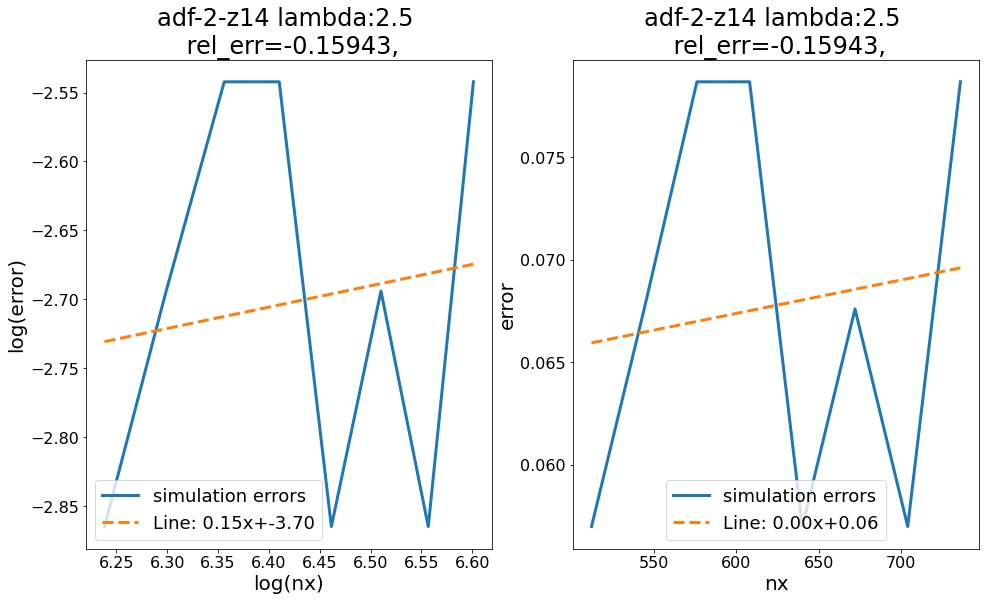 adf-2-z14 lambda:2.5
rel_err=-0.15943,
−2.55
−2.60
−2.65
−2.70
−2.75
−2.80
−2.85
log(error)
simulation errors
Line: 0.15x+-3.70
6.25 6.30 6.35 6.40 6.45 6.50 6.55 6.60
log(nx)
adf-2-z14 lambda:2.5
rel_err=-0.15943,
0.075
0.070
0.065
0.060
error
simulation errors
Line: 0.00x+0.06
550 600 650 700
nx